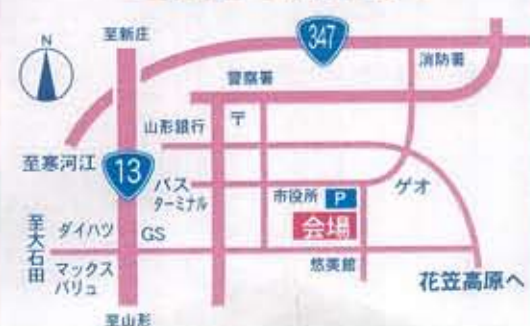 N
至新庄
347
消防署
警察署
〒
山形銀行
至寒河江
13
バス
ターミナル
市役所 P
ゲオ
会場
至大石田
ダイハツ
GS
悠美館
マックス
バリュ
花笠高原へ
至山形